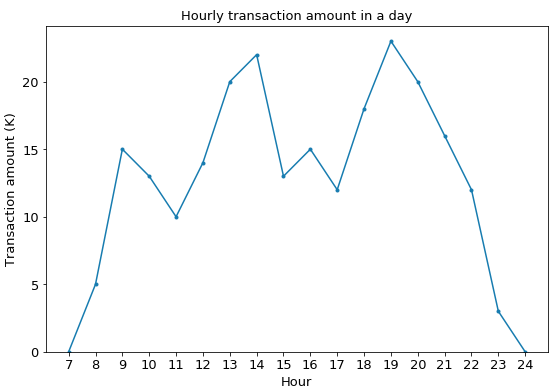 Hourly transaction amount in a day
Transaction amount (K)
20
15
10
5
0
7 8 9 10 11 12 13 14 15 16 17 18 19 20 21 22 23 24
Hour